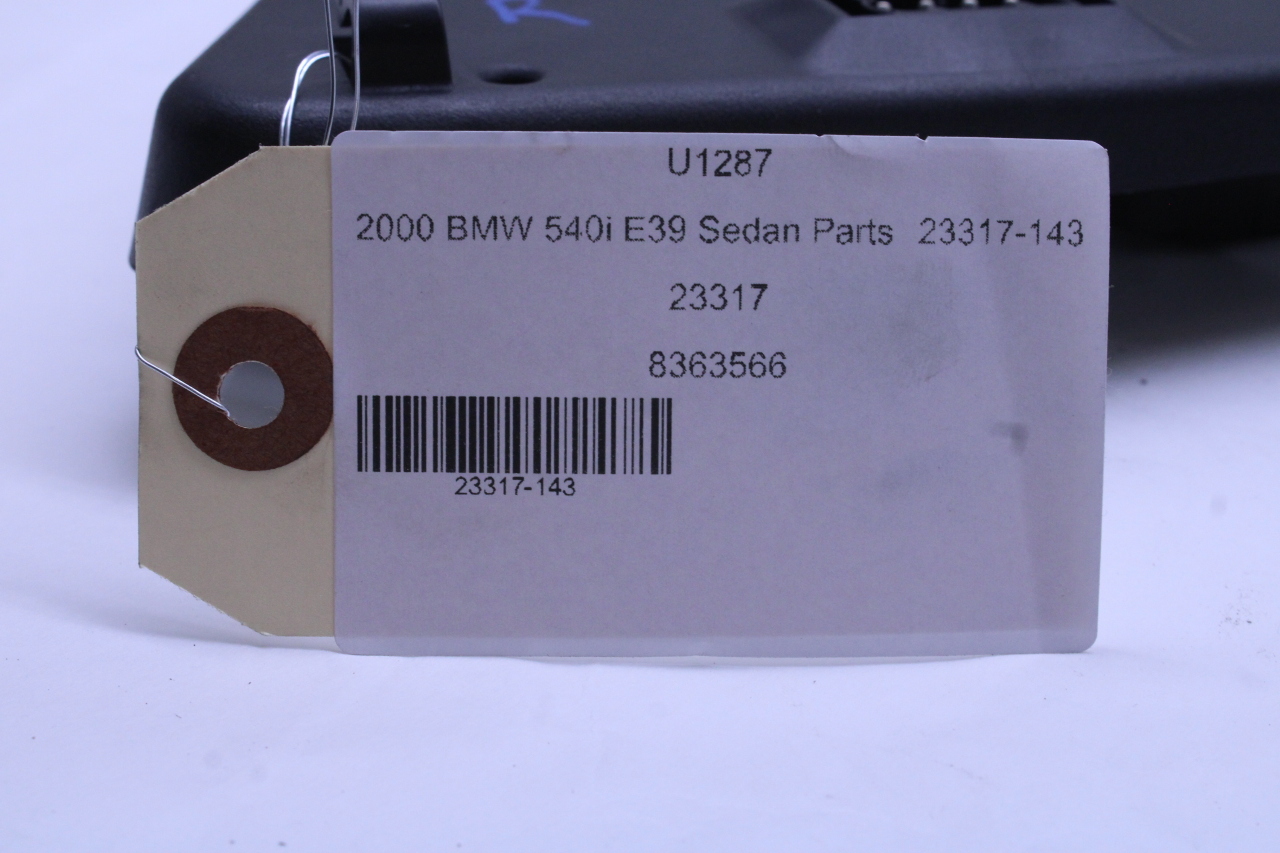 R
U1287
2000 BMW 540i E39 Sedan Parts 23317-143
23317
8363566
23317-143